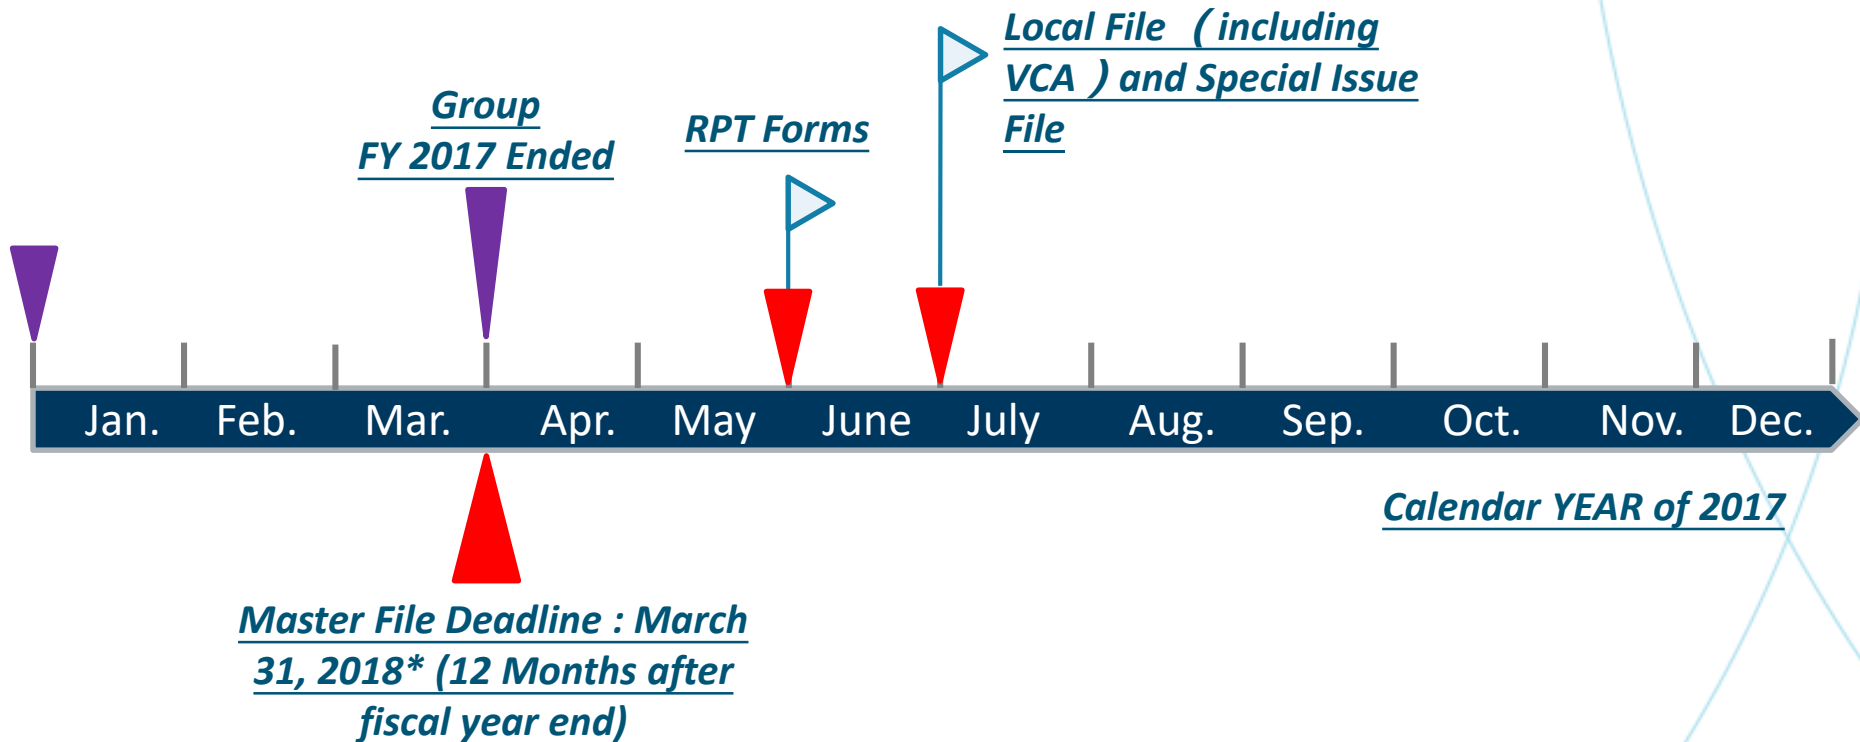 Local File （including
VCA ）and Special Issue
File
Group
FY 2017 Ended
RPT Forms
Jan. Feb. Mar. Apr. May June July Aug. Sep. Oct. Nov. Dec.
Calendar YEAR of 2017
Master File Deadline : March
31, 2018* (12 Months after
fiscal year end)